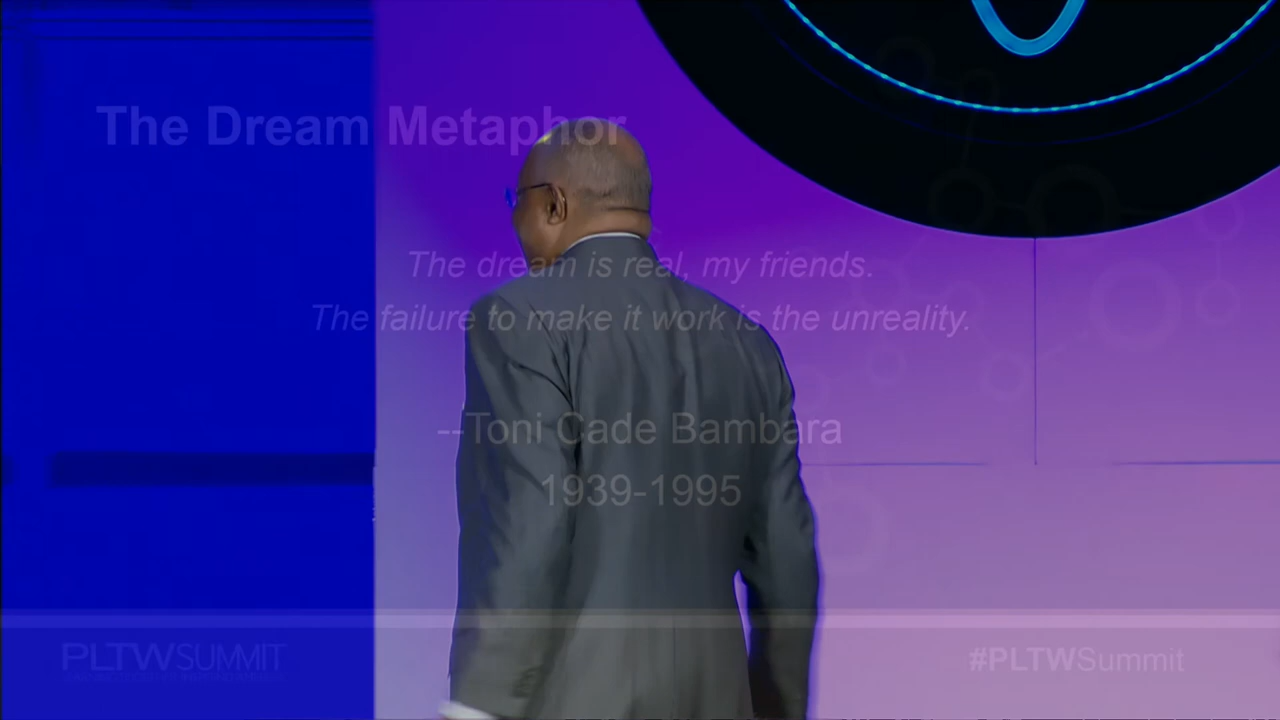 The Dream Metaphor
The dream is real, my friends.
The failure to make it work is the unreality.
--Toni Cade Bambara
1939-1995
PLTWSUMMIT
#PLTWSummit